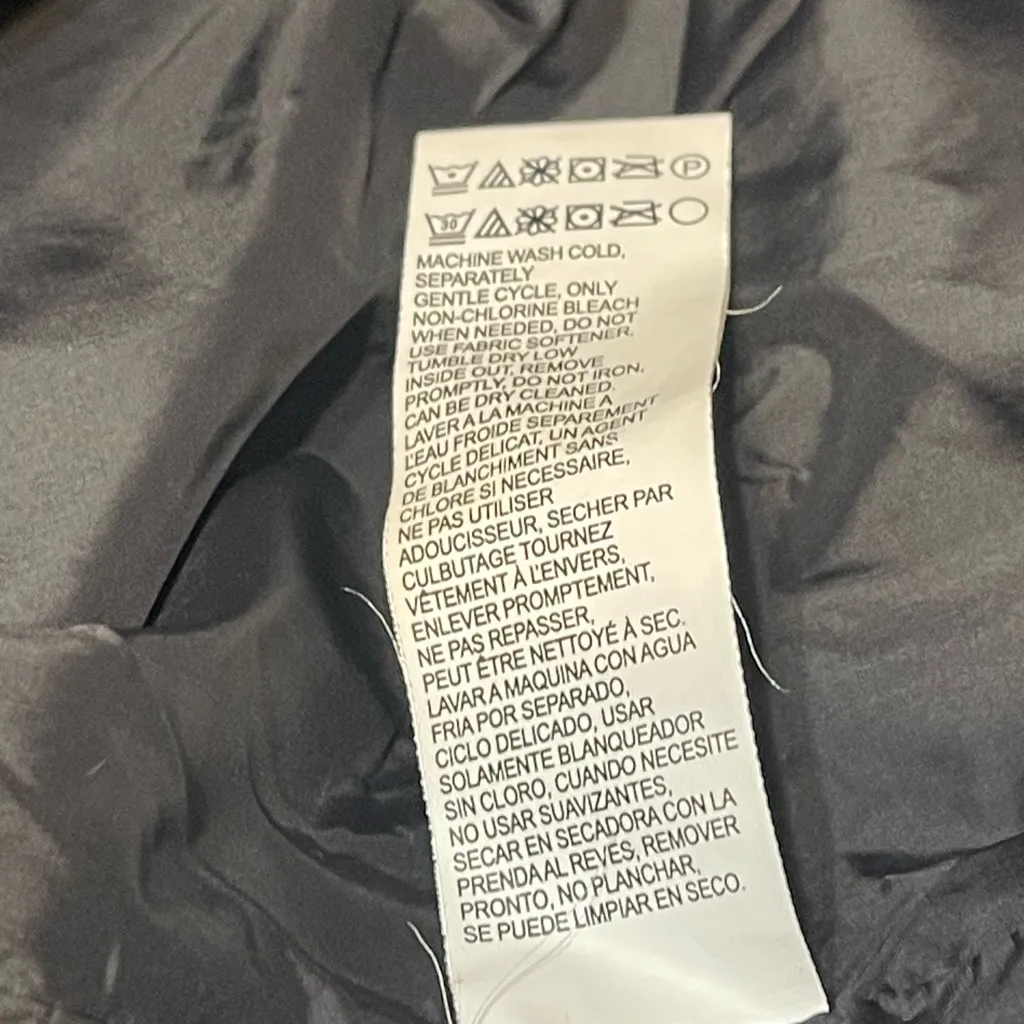 P
30
MACHINE WASH COLD,
SEPARATELY
GENTLE CYCLE, ONLY
NON-CHLORINE BLEACH
WHEN NEEDED, DO NOT
USE FABRIC SOFTENER,
TUMBLE DRY LOW
INSIDE OUT, REMOVE
PROMPTLY, DO NOT IRON,
CAN BE DRY CLEANED.
LAVER A LA MACHINE A
L'EAU FROIDE SEPAREMENT
CYCLE DELICAT, UN AGENT
DE BLANCHIMENT SANS
CHLORE SI NECESSAIRE,
NE PAS UTILISER
ADOUCISSEUR, SECHER PAR
CULBUTAGE TOURNEZ
VÊTEMENT À L'ENVERS,
ENLEVER PROMPTEMENT,
NE PAS REPASSER,
PEUT ÊTRE NETTOYÉ À SEC.
LAVAR A MAQUINA CON AGUA
FRIA POR SEPARADO,
CICLO DELICADO, USAR
SOLAMENTE BLANQUEADOR
SIN CLORO, CUANDO NECESITE
NO USAR SUAVIZANTES,
SECAR EN SECADORA CON LA
PRENDA AL REVES, REMOVER
PRONTO, NO PLANCHAR,
SE PUEDE LIMPIAR EN SECO.